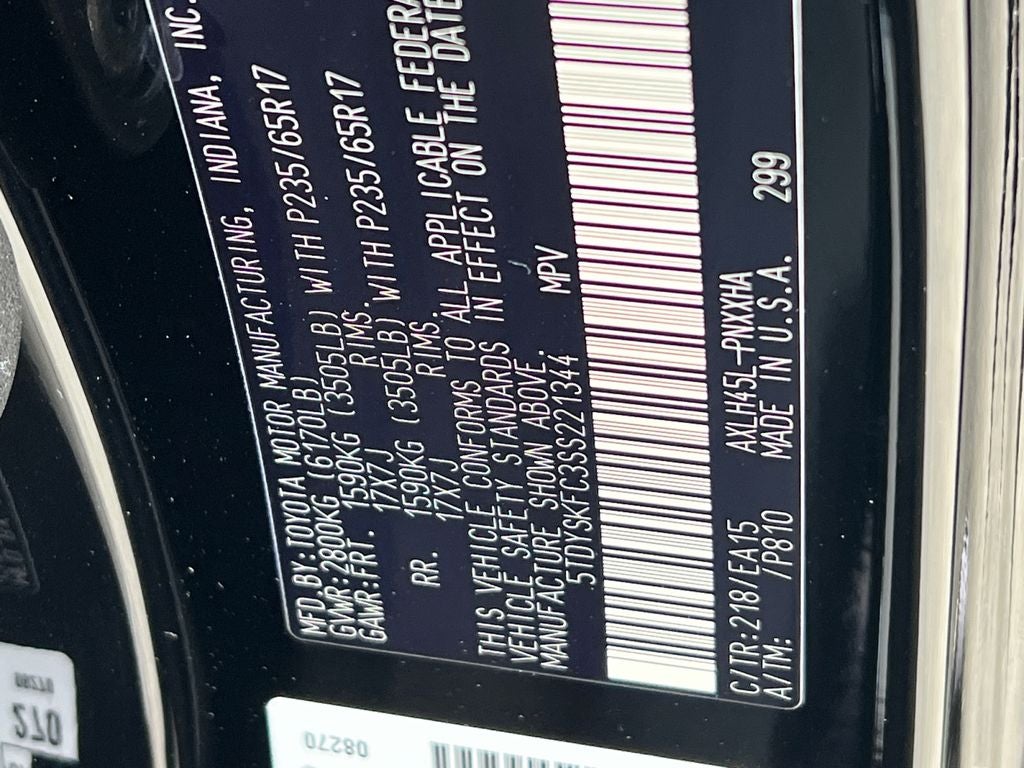 MFD.BY:TOYOTA MOTOR MANUFACTURING, INDIANA, INC.
GVWR:2800KG (6170LB)
GAWR:FRT. 1590KG (3505LB) WITH P235/65R17
17X7J RIMS.
RR. 1590KG (3505LB) WITH P235/65R17
17X7J RIMS.
THIS VEHICLE CONFORMS TO ALL APPLICABLE FEDERA
VEHICLE SAFETY STANDARDS IN EFFECT ON THE DATE
MANUFACTURE SHOWN ABOVE.
5TDYSKFC3SS221344 MPV
C/TR:218/EA15 AXLH45L-PNXXHA
A/TM: /P810 MADE IN U.S.A. 299
08270
270
08270